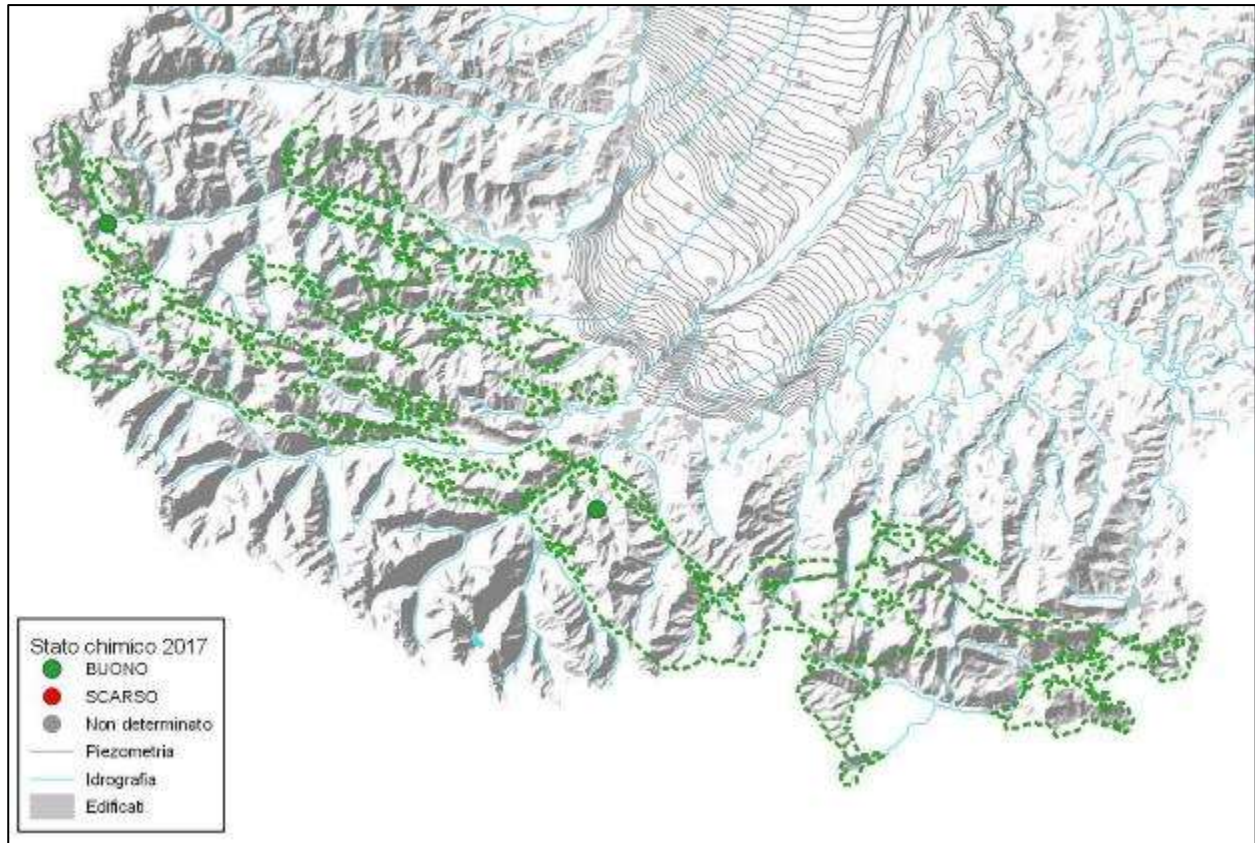 Stato chimico 2017
BUONO
SCARSO
Non determinato
Piezometria
Idrografia
Edificati